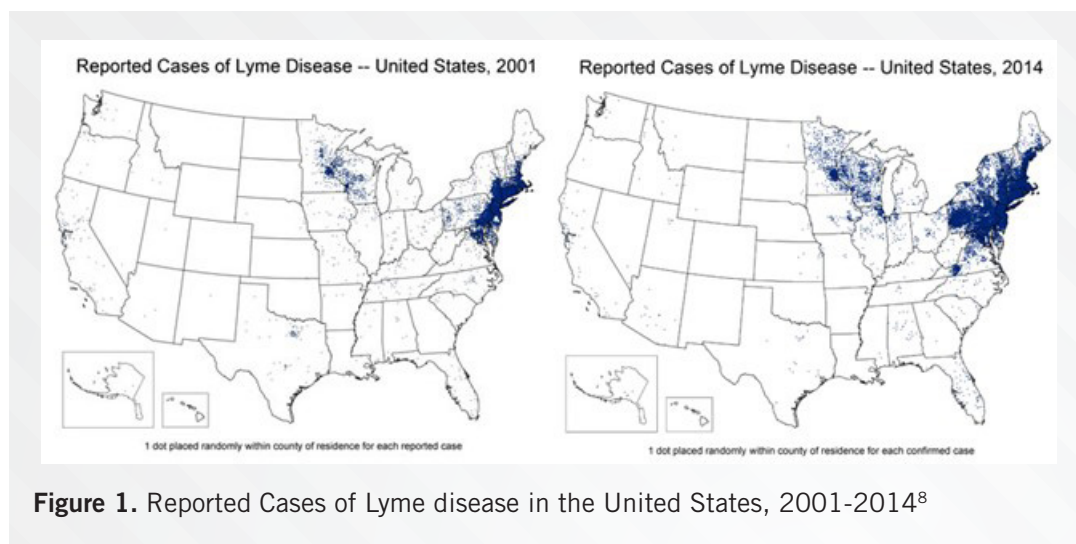 Reported Cases of Lyme Disease -- United States, 2001
Reported Cases of Lyme Disease -- United States, 2014
1 dot placed randomly within county of residence for each reported case
1 dot placed randomly within county of residence for each confirmed case
Figure 1. Reported Cases of Lyme disease in the United States, 2001-2014⁸